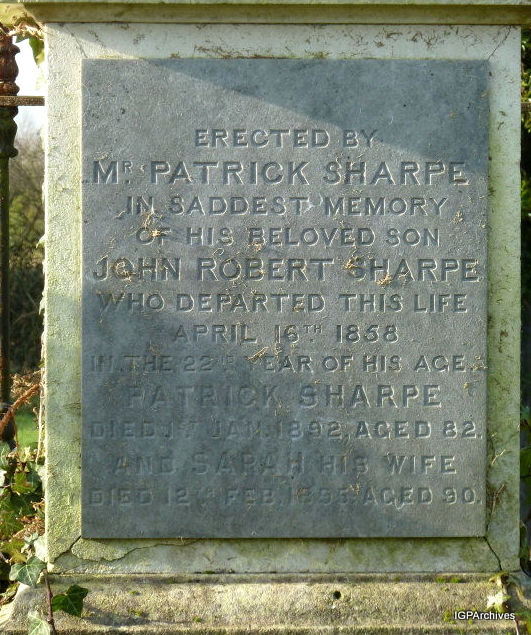 ERECTED BY
MR PATRICK SHARPE
IN SADDEST MEMORY
OF HIS BELOVED SON
JOHN ROBERT SHARPE
WHO DEPARTED THIS LIFE
APRIL 16TH 1858
IN THE 22ND YEAR OF HIS AGE.
PATRICK SHARPE
DIED 1ST JAN. 1892, AGED 82.
AND SARAH HIS WIFE
DIED 12TH FEB. AGED 90.
IGPArchives